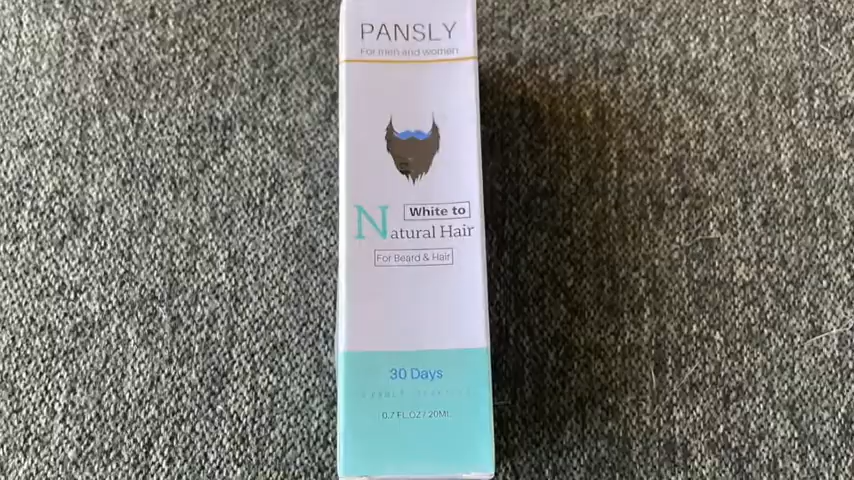 PANSLY
For men and women
White to
Natural Hair
For Beard & Hair
30 Days
0.7 FL.OZ / 20ML